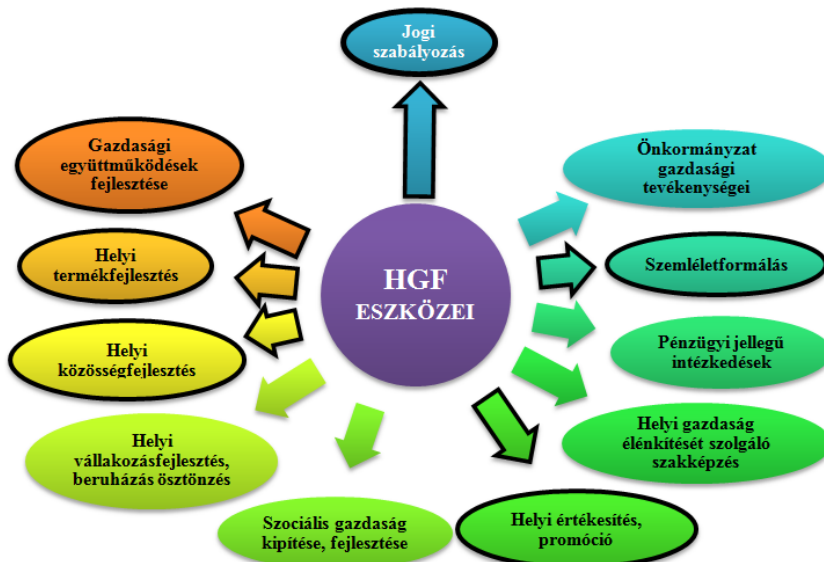 Jogi
szabályozás
Önkormányzat
gazdasági
tevékenységei
Szemléletformálás
Pénzügyi jellegű
intézkedések
Helyi gazdaság
élénkítését szolgáló
szakképzés
Helyi értékesítés,
promóció
Szociális gazdaság
kipítése, fejlesztése
Helyi
vállakozásfejlesztés,
beruházás ösztönzés
Helyi
közösségfejlesztés
Helyi
termékfejlesztés
Gazdasági
együttműködések
fejlesztése
HGF
ESZKÖZEI